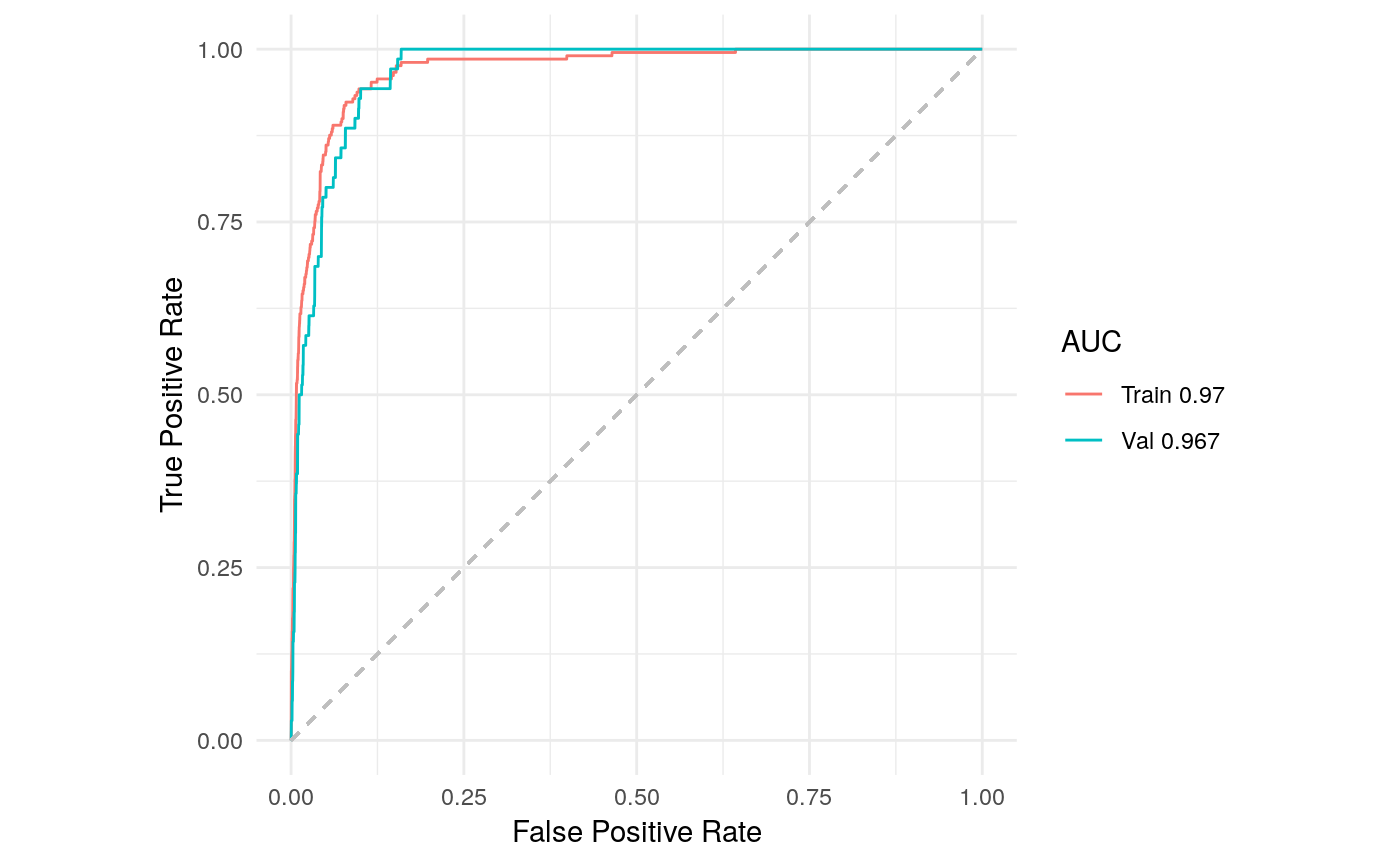 1.00
0.75
0.50
0.25
0.00
True Positive Rate
0.00 0.25 0.50 0.75 1.00
False Positive Rate
AUC
Train 0.97
Val 0.967